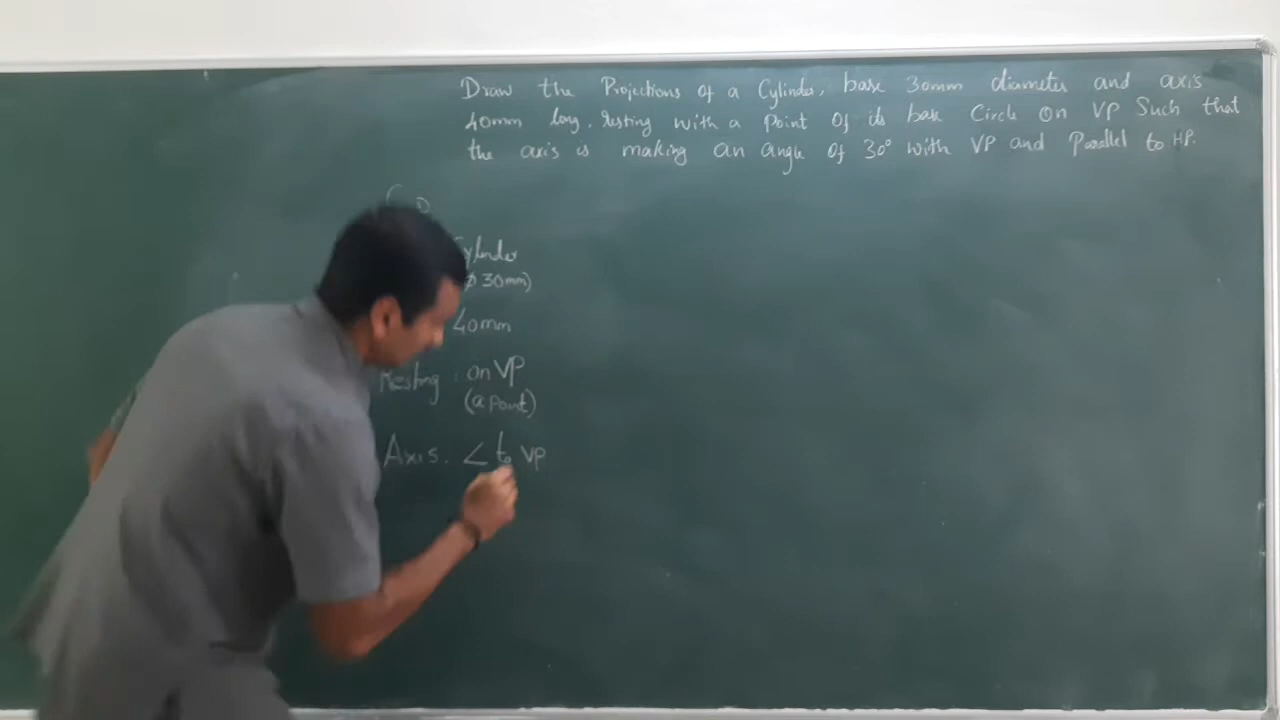 Draw the Projections of a Cylinder, base 30mm diameter and axis
40mm long, resting with a point of its base Circle on VP Such that
the axis is making an angle of 30° with VP and Parallel to HP.
ylinder
ø 30mm)
40mm
Resting : on VP
(a point)
Axis. ∠ to VP